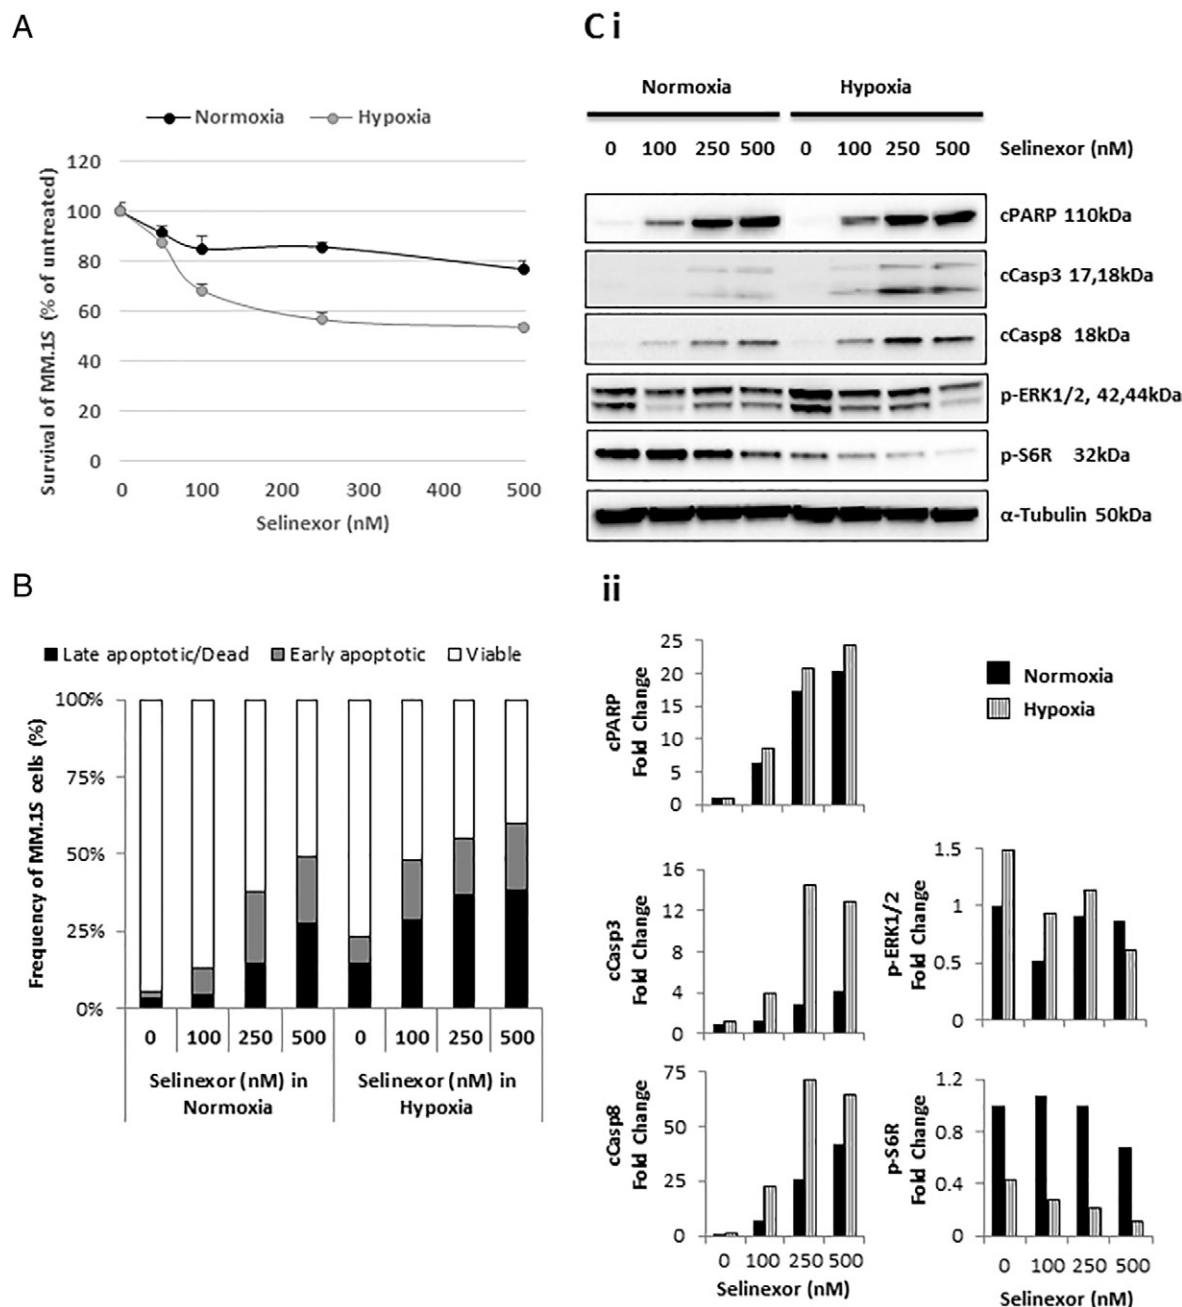 A
Normoxia
Hypoxia
Survival of MM.1S (% of untreated)
120
100
80
60
40
20
0
0 100 200 300 400 500
Selinexor (nM)
B
Late apoptotic/Dead
Early apoptotic
Viable
Frequency of MM.1S cells (%)
100%
75%
50%
25%
0%
0 100 250 500 0 100 250 500
Selinexor (nM) in
Normoxia
Selinexor (nM) in
Hypoxia
C i
Normoxia Hypoxia
0 100 250 500 0 100 250 500 Selinexor (nM)
cPARP 110kDa
cCasp3 17,18kDa
cCasp8 18kDa
p-ERK1/2, 42,44kDa
p-S6R 32kDa
α-Tubulin 50kDa
ii
Normoxia
Hypoxia
cPARP
Fold Change
25
20
15
10
5
0
cCasp3
Fold Change
16
12
8
4
0
cCasp8
Fold Change
75
50
25
0
0 100 250 500
Selinexor (nM)
p-ERK1/2
Fold Change
1.5
1
0.5
0
p-S6R
Fold Change
1.2
0.8
0.4
0
0 100 250 500
Selinexor (nM)